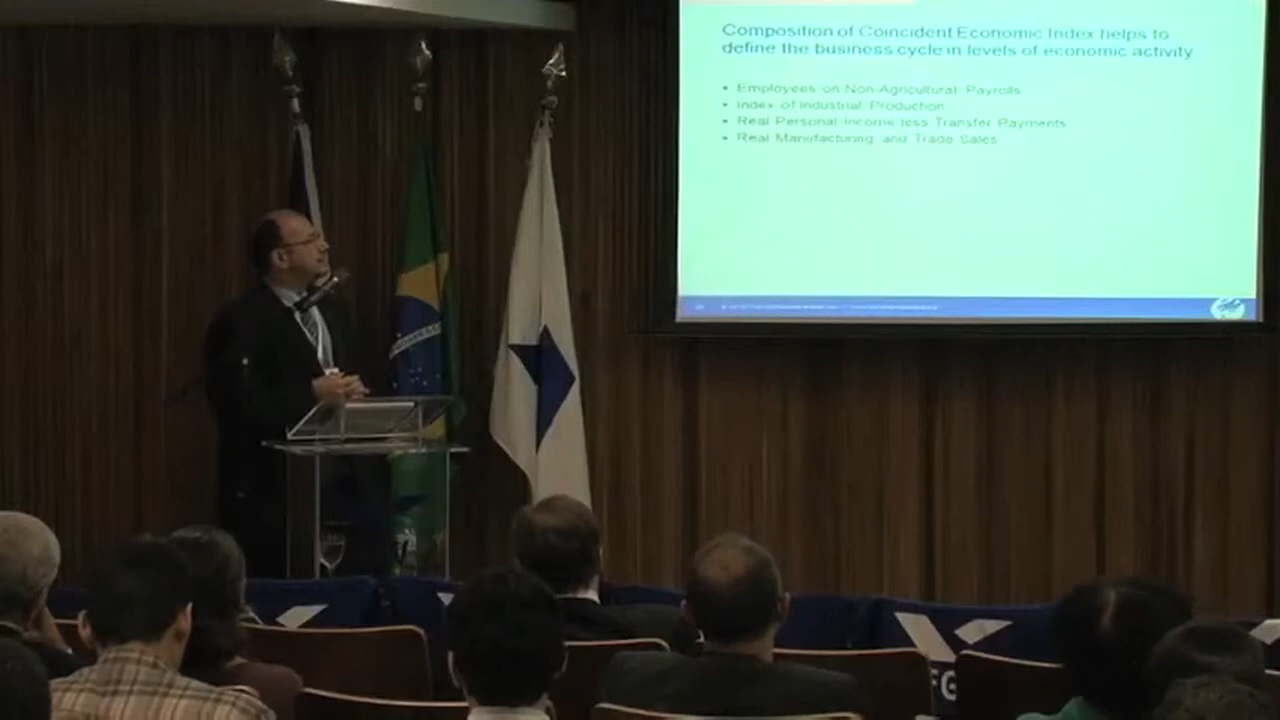 Composition of Coincident Economic Index helps to
define the business cycle in levels of economic activity
• Employees on Non-Agricultural Payrolls
• Index of Industrial Production
• Real Personal Income less Transfer Payments
• Real Manufacturing and Trade Sales
FG